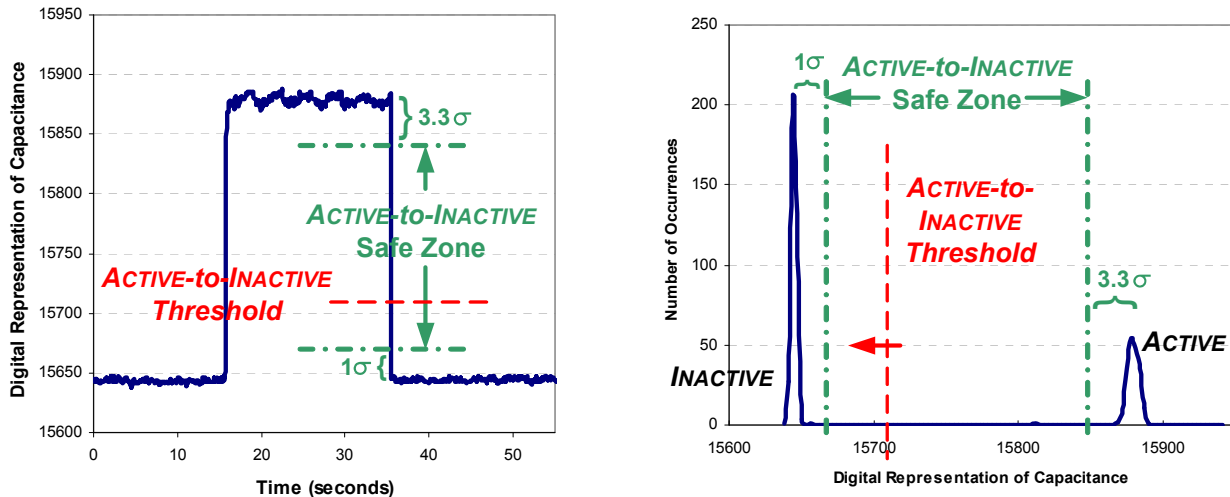 Digital Representation of Capacitance
15950
15900
15850
15800
15750
15700
15650
15600
0 10 20 30 40 50
Time (seconds)
3.3σ
ACTIVE-to-INACTIVE
Safe Zone
ACTIVE-to-INACTIVE
Threshold
1σ
Number of Occurrences
250
200
150
100
50
0
15600 15700 15800 15900
Digital Representation of Capacitance
1σ
ACTIVE-to-INACTIVE
Safe Zone
ACTIVE-to-
INACTIVE
Threshold
3.3σ
INACTIVE
ACTIVE